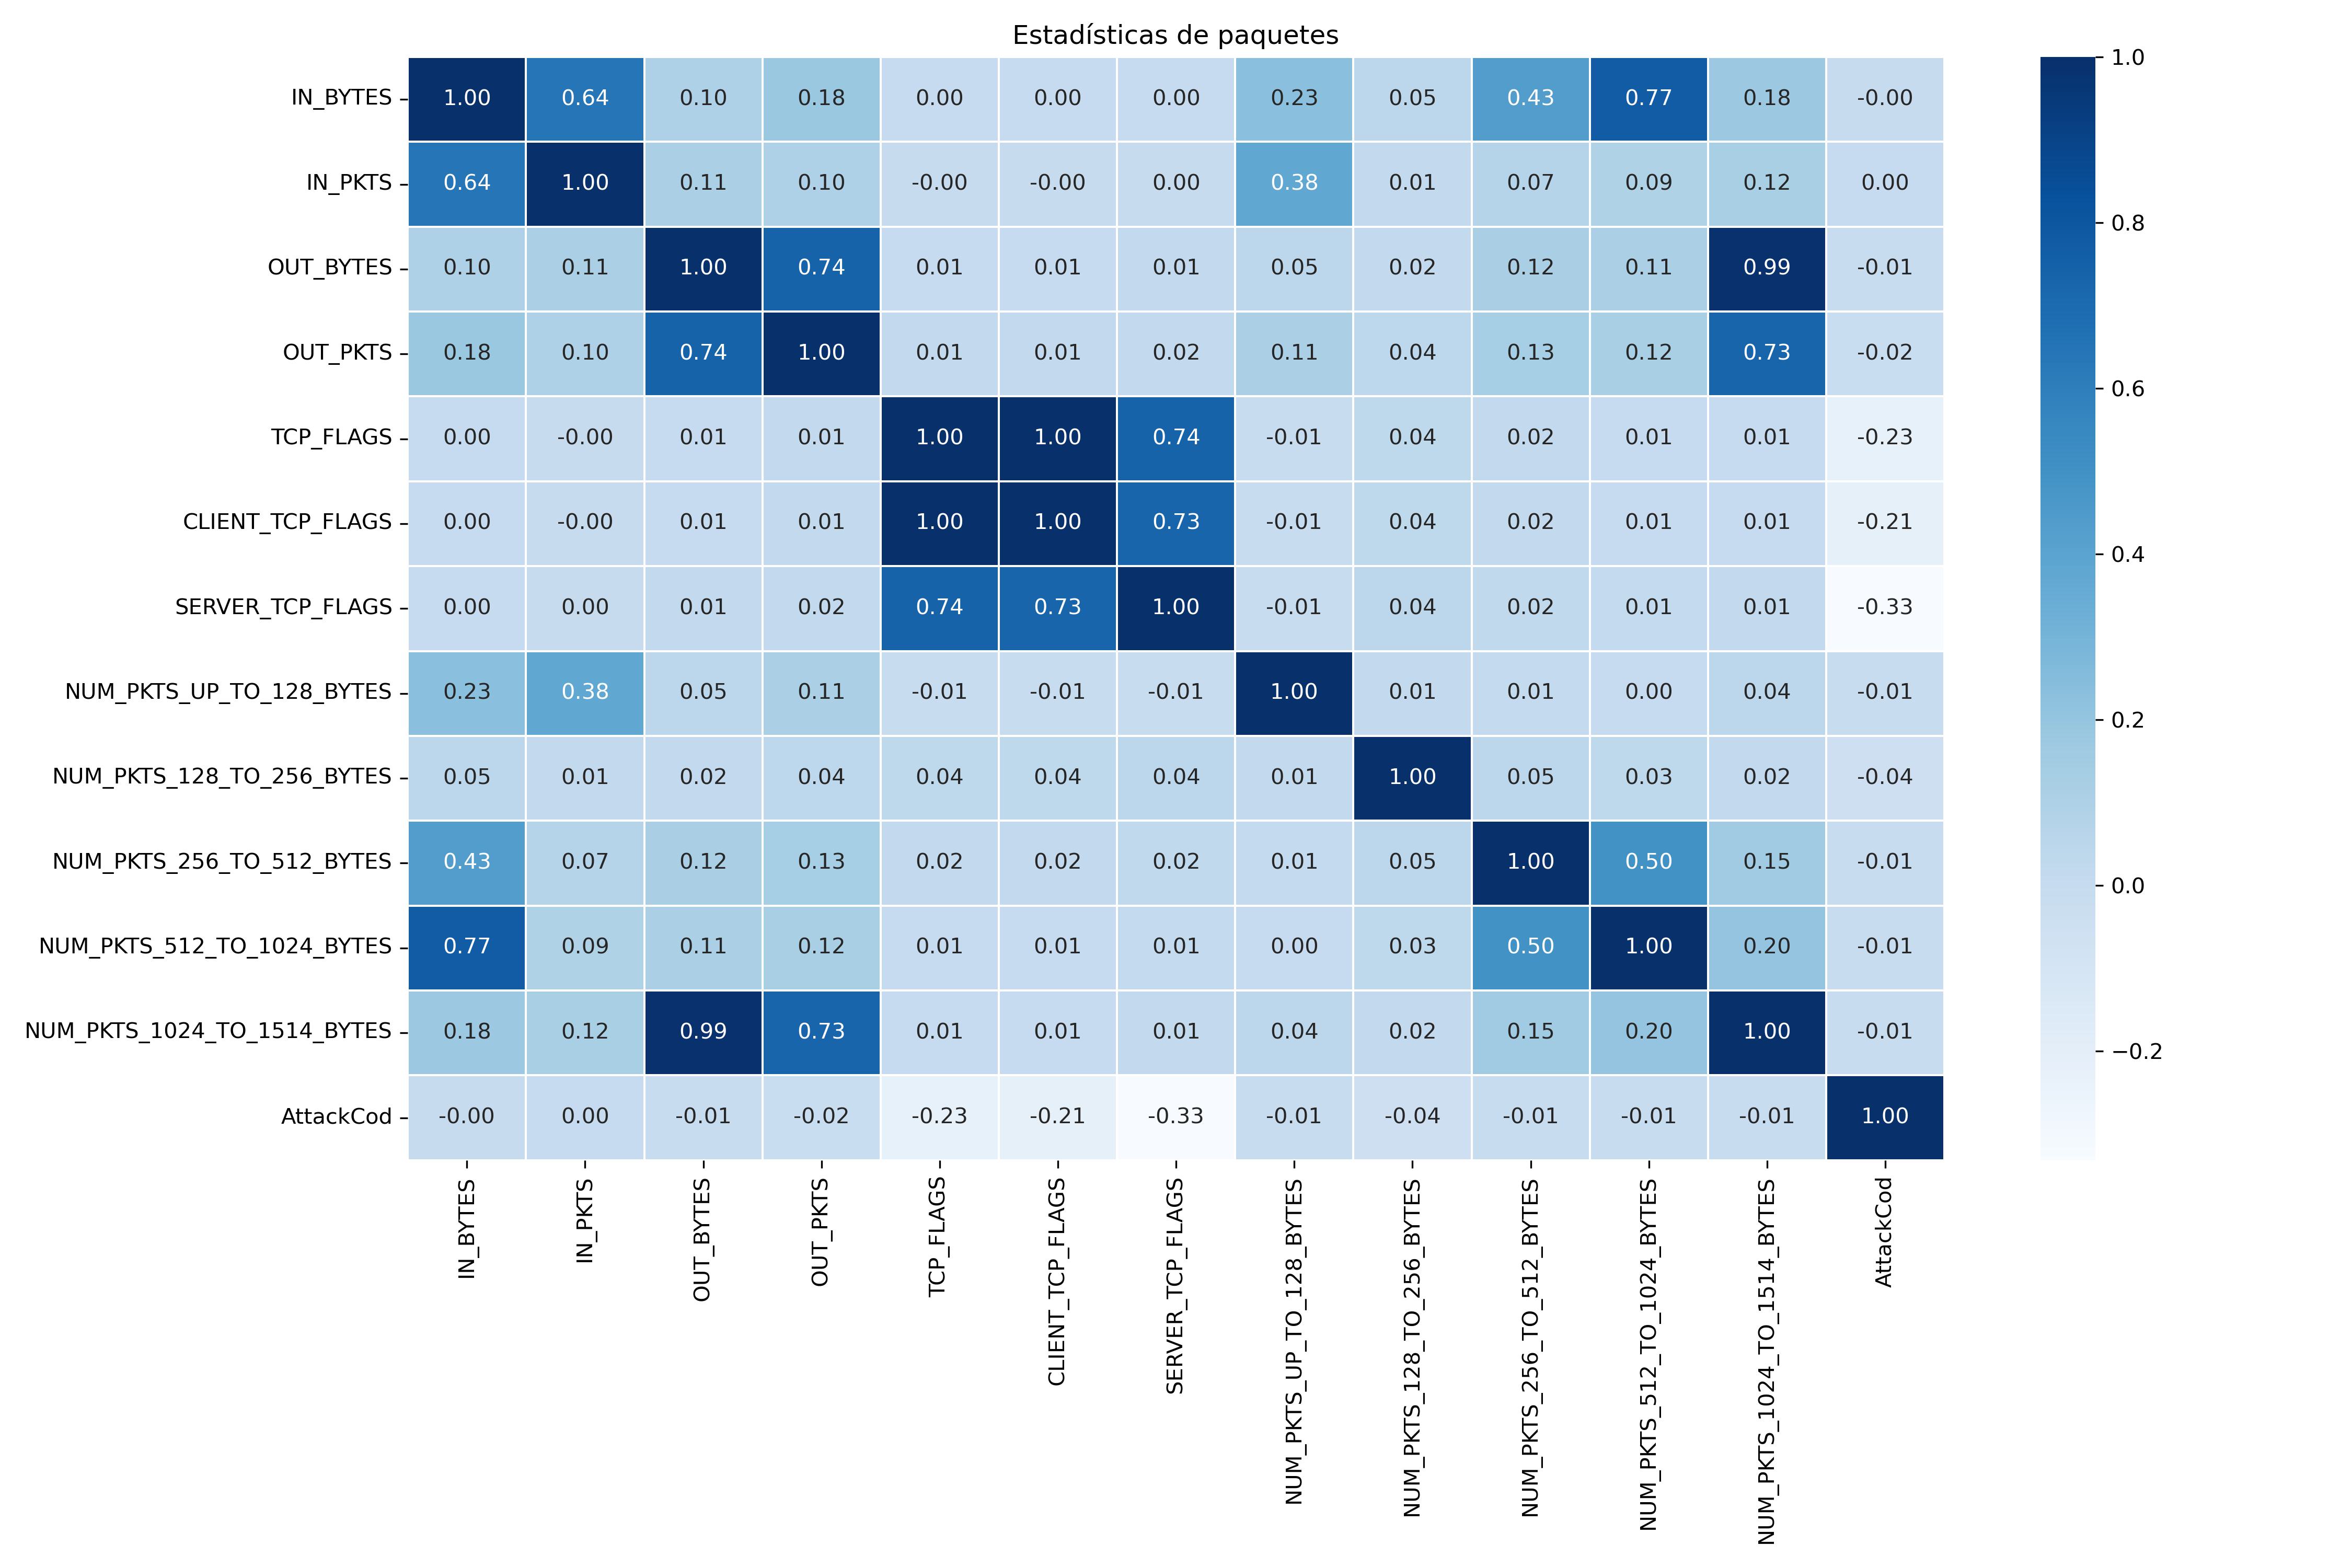 Estadísticas de paquetes
IN_BYTES 1.00 0.64 0.10 0.18 0.00 0.00 0.00 0.23 0.05 0.43 0.77 0.18 -0.00
IN_PKTS 0.64 1.00 0.11 0.10 -0.00 -0.00 0.00 0.38 0.01 0.07 0.09 0.12 0.00
OUT_BYTES 0.10 0.11 1.00 0.74 0.01 0.01 0.01 0.05 0.02 0.12 0.11 0.99 -0.01
OUT_PKTS 0.18 0.10 0.74 1.00 0.01 0.01 0.02 0.11 0.04 0.13 0.12 0.73 -0.02
TCP_FLAGS 0.00 -0.00 0.01 0.01 1.00 1.00 0.74 -0.01 0.04 0.02 0.01 0.01 -0.23
CLIENT_TCP_FLAGS 0.00 -0.00 0.01 0.01 1.00 1.00 0.73 -0.01 0.04 0.02 0.01 0.01 -0.21
SERVER_TCP_FLAGS 0.00 0.00 0.01 0.02 0.74 0.73 1.00 -0.01 0.04 0.02 0.01 0.01 -0.33
NUM_PKTS_UP_TO_128_BYTES 0.23 0.38 0.05 0.11 -0.01 -0.01 -0.01 1.00 0.01 0.01 0.00 0.04 -0.01
NUM_PKTS_128_TO_256_BYTES 0.05 0.01 0.02 0.04 0.04 0.04 0.04 0.01 1.00 0.05 0.03 0.02 -0.04
NUM_PKTS_256_TO_512_BYTES 0.43 0.07 0.12 0.13 0.02 0.02 0.02 0.01 0.05 1.00 0.50 0.15 -0.01
NUM_PKTS_512_TO_1024_BYTES 0.77 0.09 0.11 0.12 0.01 0.01 0.01 0.00 0.03 0.50 1.00 0.20 -0.01
NUM_PKTS_1024_TO_1514_BYTES 0.18 0.12 0.99 0.73 0.01 0.01 0.01 0.04 0.02 0.15 0.20 1.00 -0.01
AttackCod -0.00 0.00 -0.01 -0.02 -0.23 -0.21 -0.33 -0.01 -0.04 -0.01 -0.01 -0.01 1.00
IN_BYTES
IN_PKTS
OUT_BYTES
OUT_PKTS
TCP_FLAGS
CLIENT_TCP_FLAGS
SERVER_TCP_FLAGS
NUM_PKTS_UP_TO_128_BYTES
NUM_PKTS_128_TO_256_BYTES
NUM_PKTS_256_TO_512_BYTES
NUM_PKTS_512_TO_1024_BYTES
NUM_PKTS_1024_TO_1514_BYTES
AttackCod
1.0
0.8
0.6
0.4
0.2
0.0
−0.2